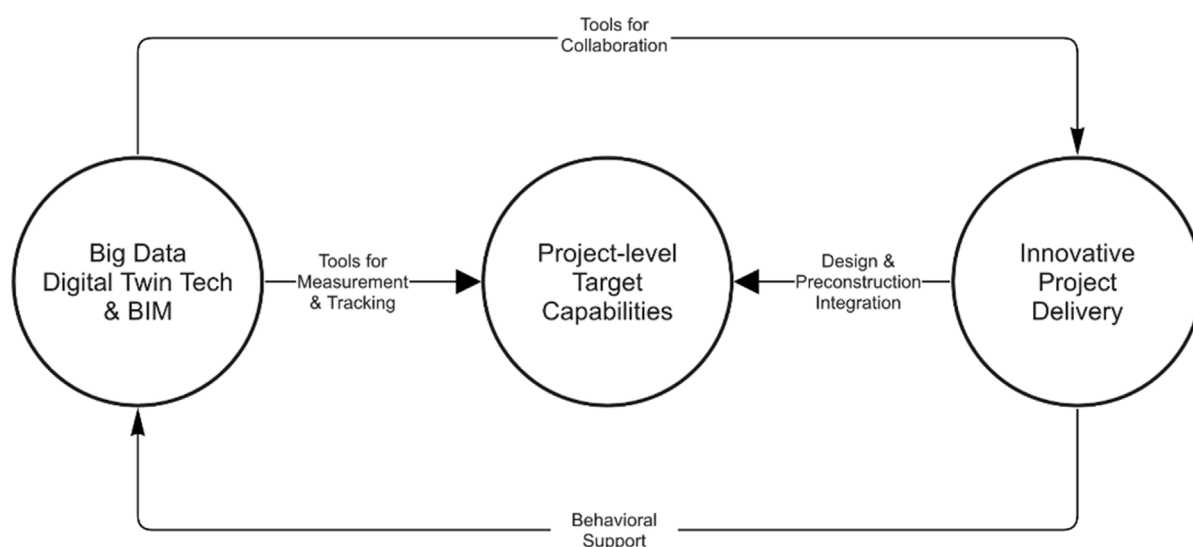 Tools for
Collaboration
Big Data
Digital Twin Tech
& BIM
Tools for
Measurement
& Tracking
Project-level
Target
Capabilities
Design &
Preconstruction
Integration
Innovative
Project
Delivery
Behavioral
Support